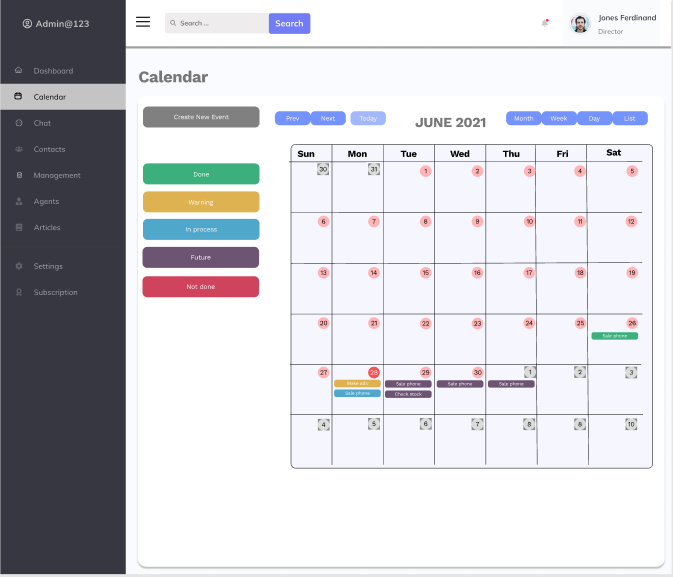 Admin@123
Search ...
Search
Jones Ferdinand
Director
Dashboard
Calendar
Chat
Contacts
Management
Agents
Articles
Settings
Subscription
Calendar
Create New Event
Done
Warning
In process
Future
Not done
Prev Next Today
JUNE 2021
Month Week Day List
Sun Mon Tue Wed Thu Fri Sat
30 31 1 2 3 4 5
6 7 8 9 10 11 12
13 14 15 16 17 18 19
20 21 22 23 24 25 26
Sale phone
27 28 29 30 1 2 3
Sale phone Sale phone Sale phone
Sale phone Check stock
4 5 6 7 8 8 10